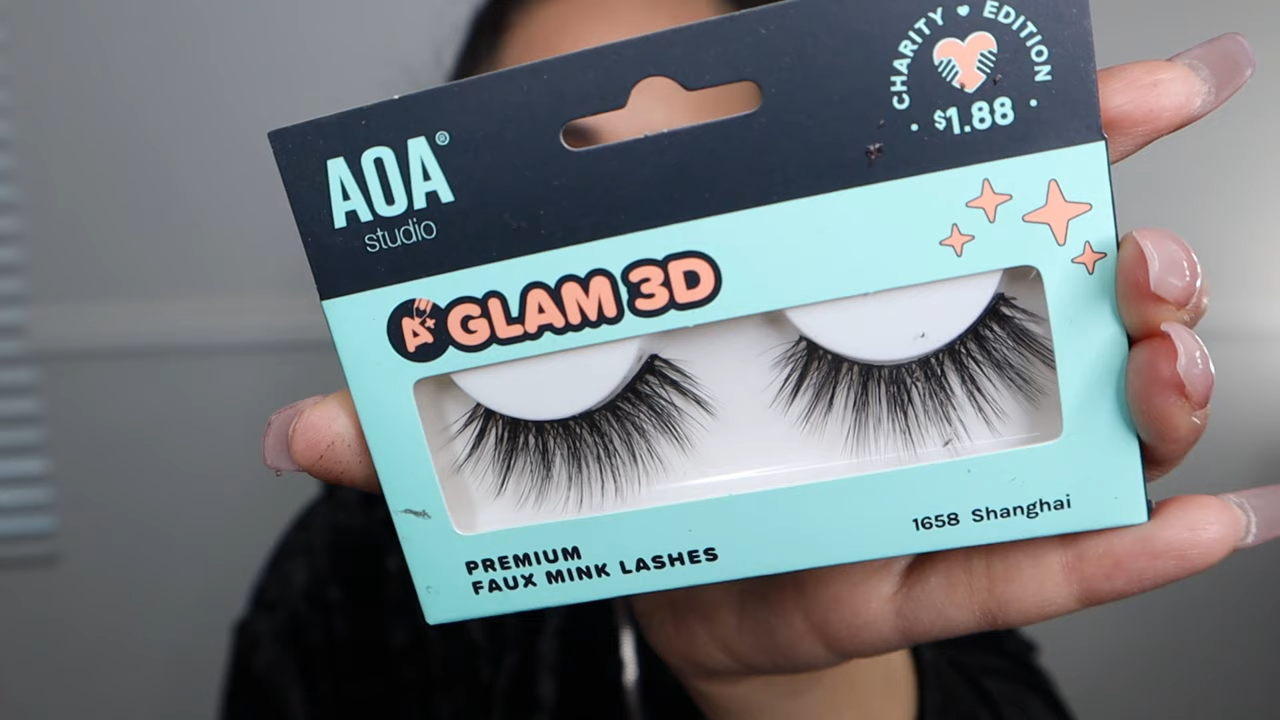 AOA®
studio
CHARITY ♥ EDITION
· $1.88 ·
A+ GLAM 3D
1658 Shanghai
PREMIUM
FAUX MINK LASHES